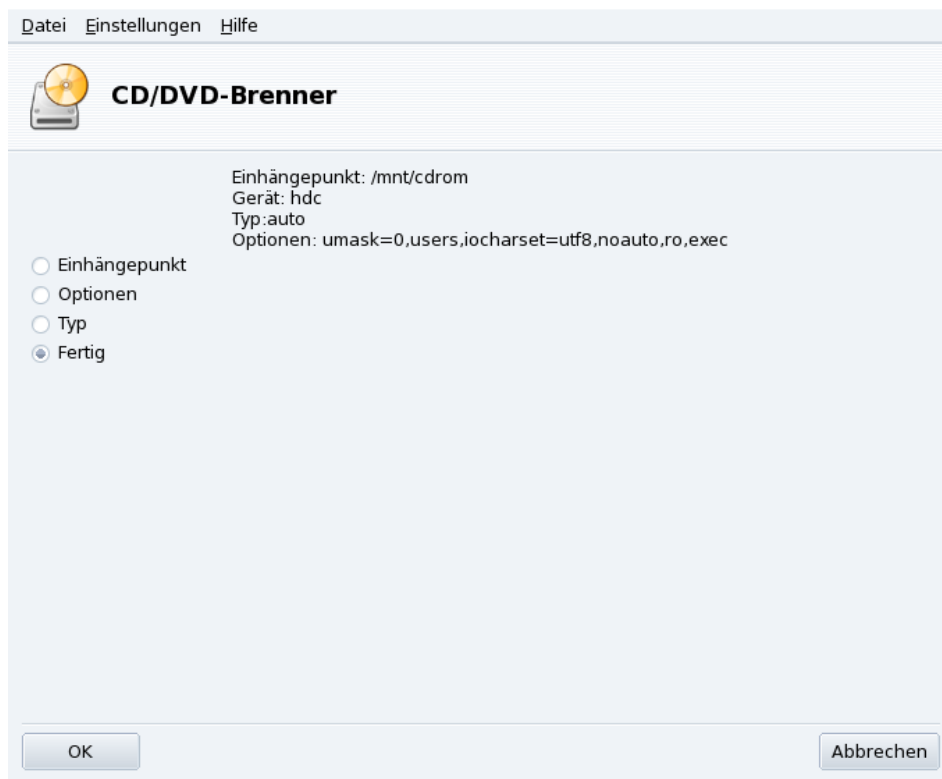 Datei Einstellungen Hilfe
CD/DVD-Brenner
Einhängepunkt: /mnt/cdrom
Gerät: hdc
Typ:auto
Optionen: umask=0,users,iocharset=utf8,noauto,ro,exec
Einhängepunkt
Optionen
Typ
Fertig
OK Abbrechen